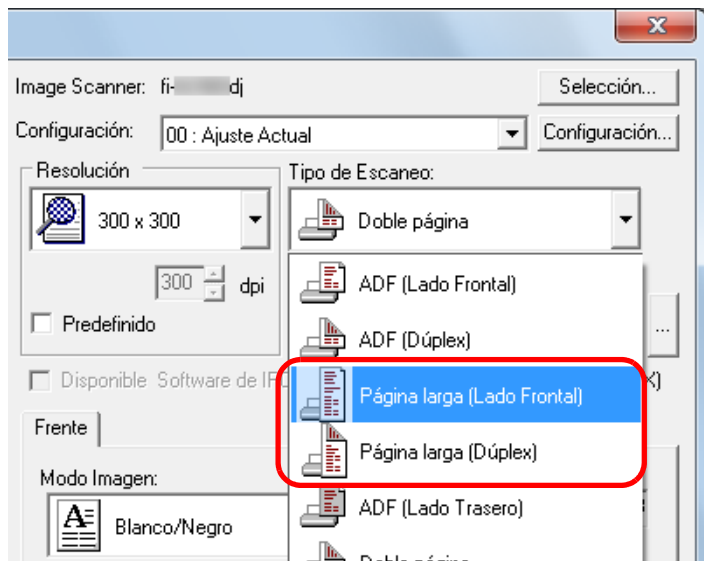 Image Scanner: fi- dj
Selección...
Configuración: 00 : Ajuste Actual
Configuración...
Resolución
Tipo de Escaneo:
300 x 300
Doble página
300 dpi
ADF (Lado Frontal)
Predefinido
ADF (Dúplex)
...
Disponible Software de
Página larga (Lado Frontal)
Frente
Página larga (Dúplex)
Modo Imagen:
ADF (Lado Trasero)
Blanco/Negro
Doble página